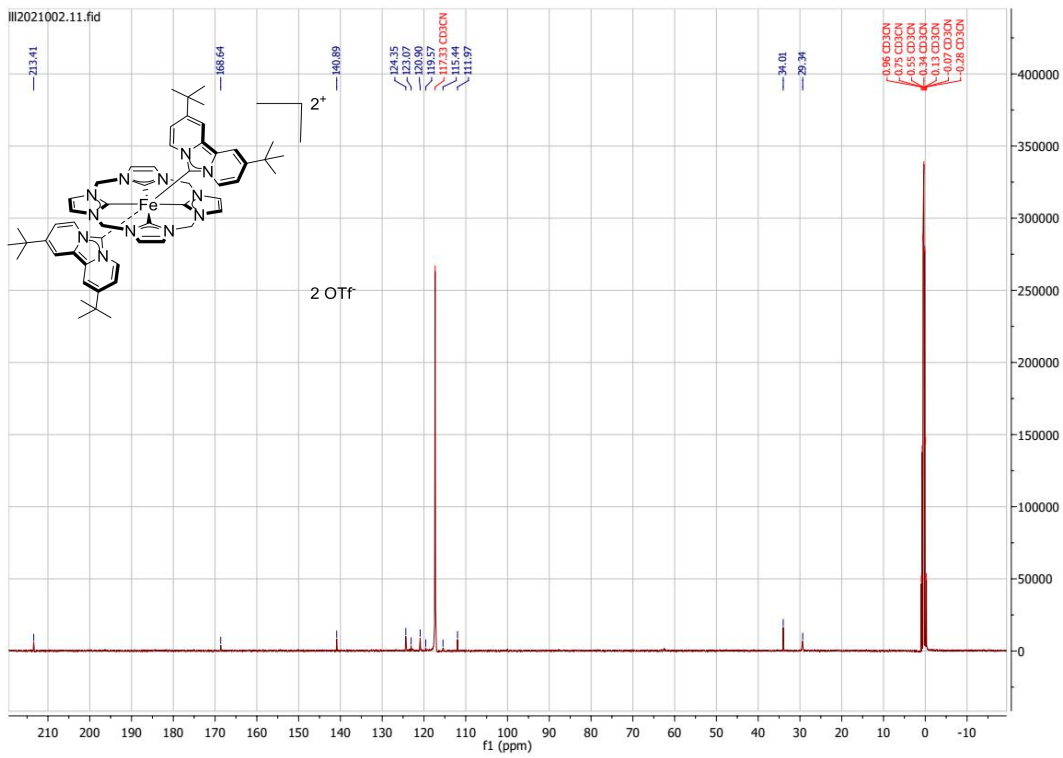 lll2021002.11.fid
213.41
168.64
140.89
124.35
123.07
120.90
119.57
117.33 CD3CN
115.44
111.97
34.01
29.34
0.96 CD3CN
0.75 CD3CN
0.55 CD3CN
0.34 CD3CN
0.13 CD3CN
-0.07 CD3CN
-0.28 CD3CN
2+
N N N N
N N
Fe
N N
N N N N
2 OTf-
400000
350000
300000
250000
200000
150000
100000
50000
0
210 200 190 180 170 160 150 140 130 120 110 100 90 80 70 60 50 40 30 20 10 0 -10
f1 (ppm)